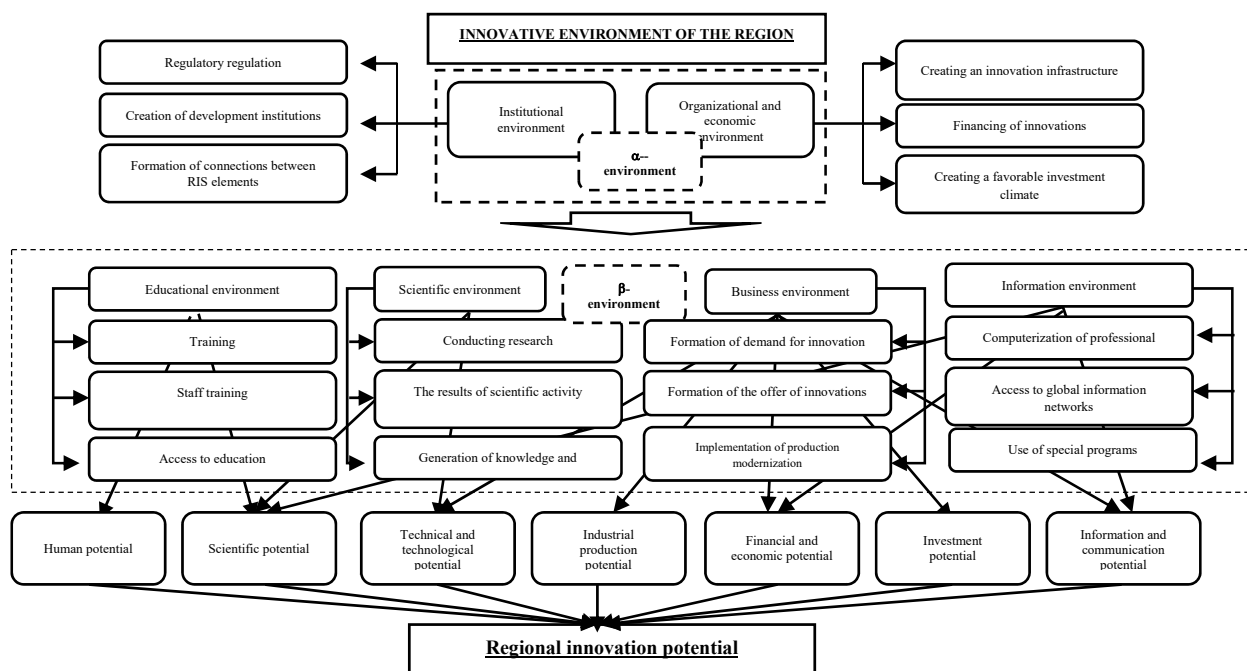 INNOVATIVE ENVIRONMENT OF THE REGION
Regulatory regulation
Creation of development institutions
Formation of connections between
RIS elements
Institutional
environment
Organizational and
economic
environment
α--
environment
Creating an innovation infrastructure
Financing of innovations
Creating a favorable investment
climate
Educational environment
Training
Staff training
Access to education
Scientific environment
Conducting research
The results of scientific activity
Generation of knowledge and
β-
environment
Business environment
Formation of demand for innovation
Formation of the offer of innovations
Implementation of production
modernization
Information environment
Computerization of professional
Access to global information
networks
Use of special programs
Human potential
Scientific potential
Technical and
technological
potential
Industrial
production
potential
Financial and
economic potential
Investment
potential
Information and
communication
potential
Regional innovation potential